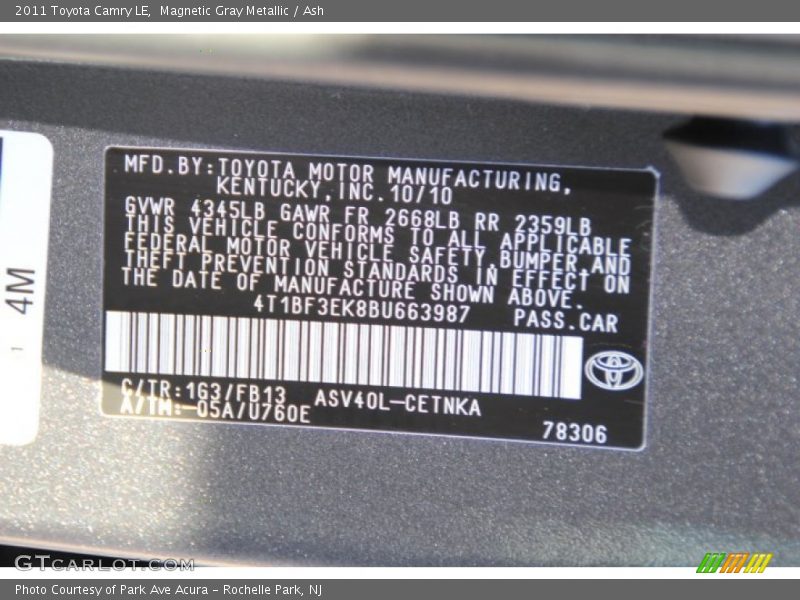 2011 Toyota Camry LE, Magnetic Gray Metallic / Ash
MFD.BY:TOYOTA MOTOR MANUFACTURING,
KENTUCKY,INC.10/10
GVWR 4345LB GAWR FR 2668LB RR 2359LB
THIS VEHICLE CONFORMS TO ALL APPLICABLE
FEDERAL MOTOR VEHICLE SAFETY,BUMPER,AND
THEFT PREVENTION STANDARDS IN EFFECT ON
THE DATE OF MANUFACTURE SHOWN ABOVE.
4T1BF3EK8BU663987 PASS.CAR
C/TR:1G3/FB13 ASV40L-CETNKA
A/TM:-05A/U760E
78306
4M
1
GTCARLOT.COM
Photo Courtesy of Park Ave Acura - Rochelle Park, NJ